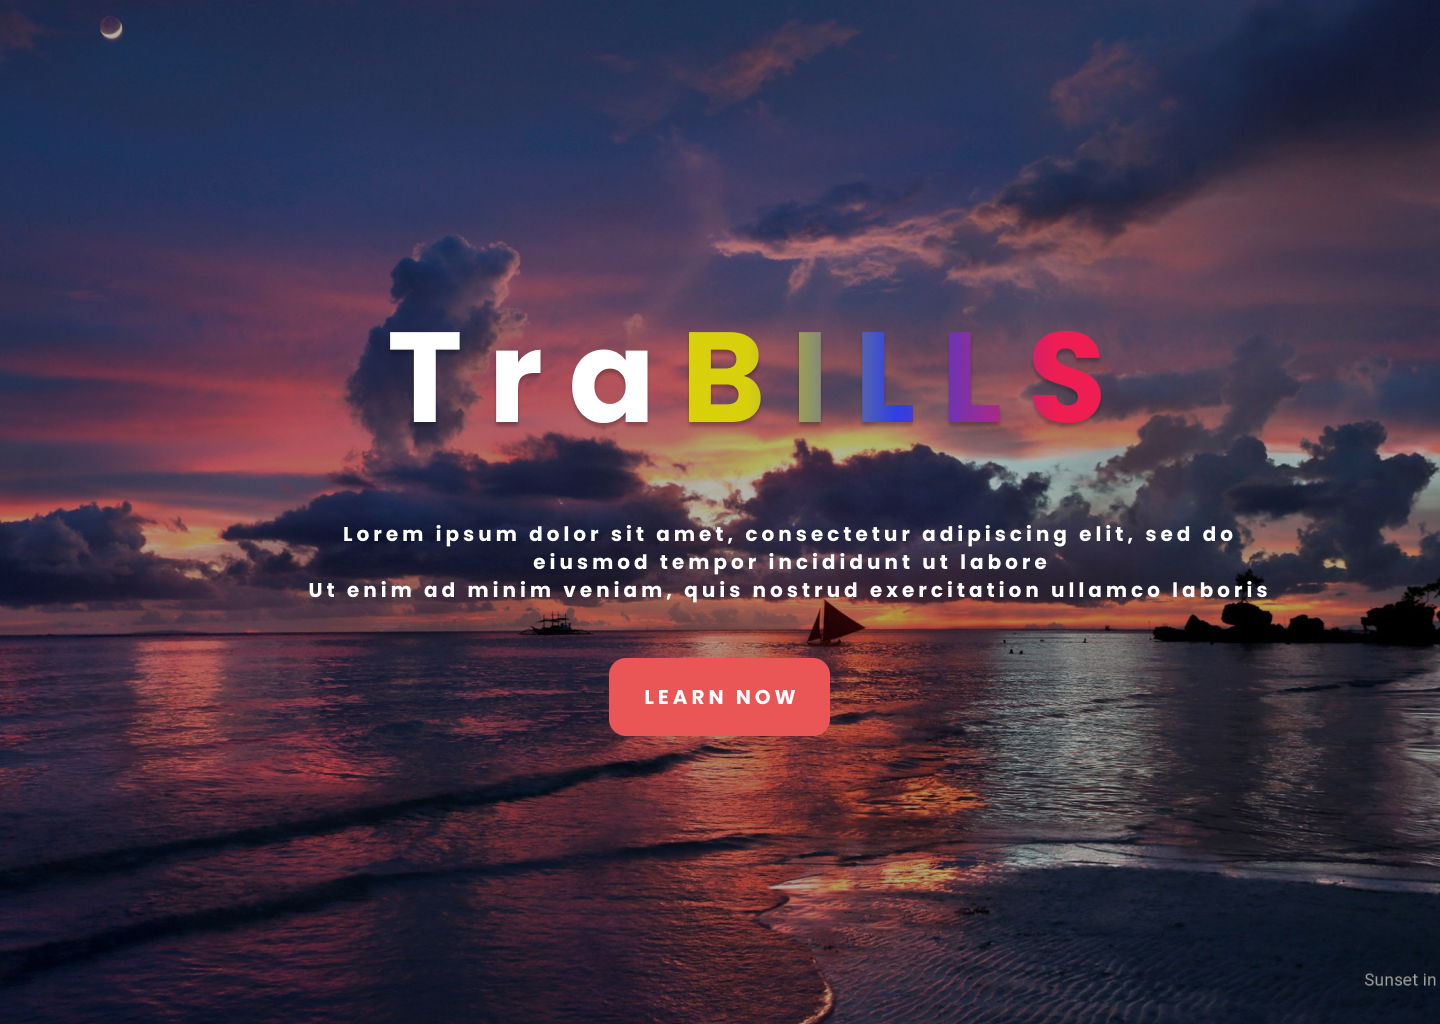 TraBILLS
Lorem ipsum dolor sit amet, consectetur adipiscing elit, sed do
eiusmod tempor incididunt ut labore
Ut enim ad minim veniam, quis nostrud exercitation ullamco laboris
LEARN NOW
Sunset in